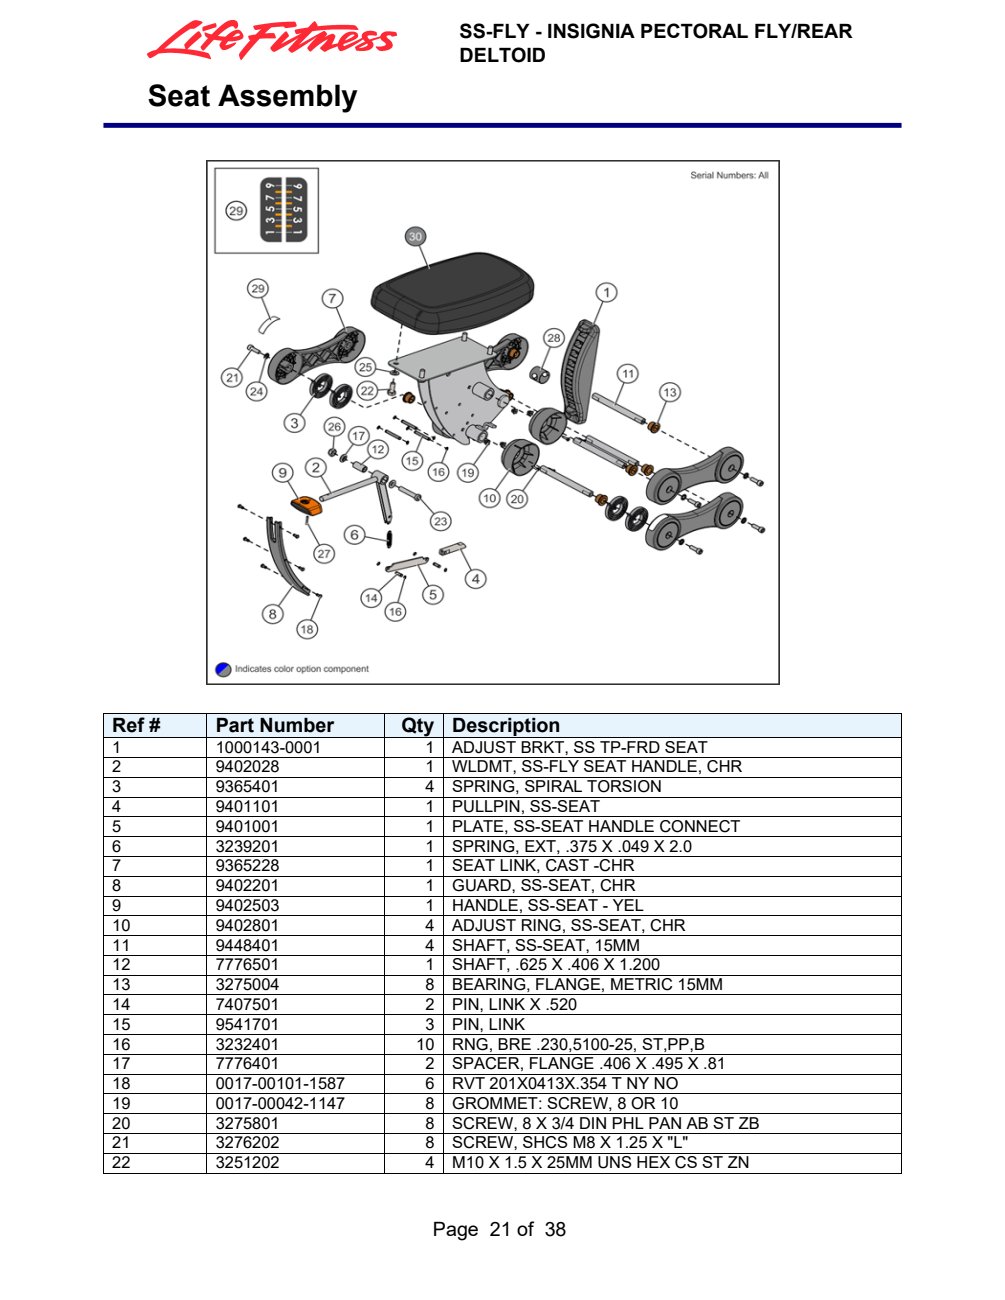 Life Fitness
SS-FLY - INSIGNIA PECTORAL FLY/REAR
DELTOID
Seat Assembly
Serial Numbers: All
29
1 3 5 7 9
9 7 5 3 1
30
29
7
1
28
21
24
25
22
11
13
3
26
17
12
15
16
19
9
2
10
20
23
6
27
4
5
14
16
8
18
Indicates color option component
Ref # Part Number Qty Description
1 1000143-0001 1 ADJUST BRKT, SS TP-FRD SEAT
2 9402028 1 WLDMT, SS-FLY SEAT HANDLE, CHR
3 9365401 4 SPRING, SPIRAL TORSION
4 9401101 1 PULLPIN, SS-SEAT
5 9401001 1 PLATE, SS-SEAT HANDLE CONNECT
6 3239201 1 SPRING, EXT, .375 X .049 X 2.0
7 9365228 1 SEAT LINK, CAST -CHR
8 9402201 1 GUARD, SS-SEAT, CHR
9 9402503 1 HANDLE, SS-SEAT - YEL
10 9402801 4 ADJUST RING, SS-SEAT, CHR
11 9448401 4 SHAFT, SS-SEAT, 15MM
12 7776501 1 SHAFT, .625 X .406 X 1.200
13 3275004 8 BEARING, FLANGE, METRIC 15MM
14 7407501 2 PIN, LINK X .520
15 9541701 3 PIN, LINK
16 3232401 10 RNG, BRE .230,5100-25, ST,PP,B
17 7776401 2 SPACER, FLANGE .406 X .495 X .81
18 0017-00101-1587 6 RVT 201X0413X.354 T NY NO
19 0017-00042-1147 8 GROMMET: SCREW, 8 OR 10
20 3275801 8 SCREW, 8 X 3/4 DIN PHL PAN AB ST ZB
21 3276202 8 SCREW, SHCS M8 X 1.25 X "L"
22 3251202 4 M10 X 1.5 X 25MM UNS HEX CS ST ZN
Page 21 of 38